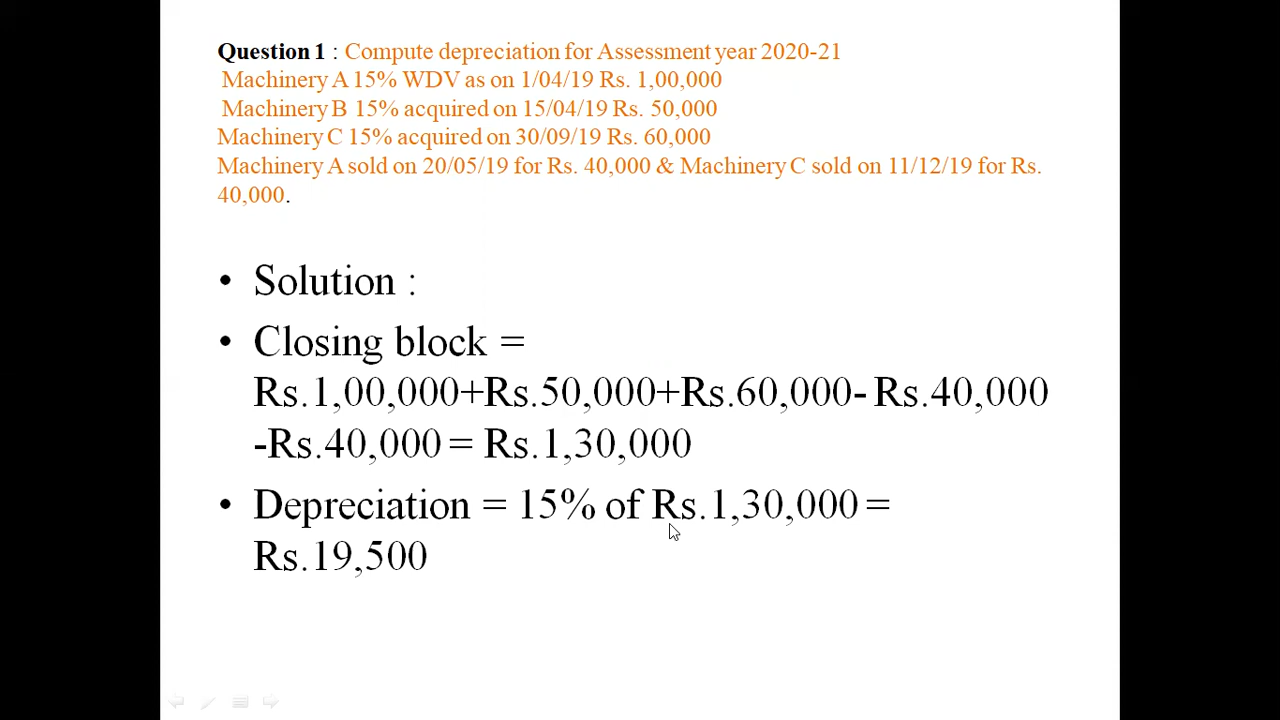 Question 1 : Compute depreciation for Assessment year 2020-21
Machinery A 15% WDV as on 1/04/19 Rs. 1,00,000
Machinery B 15% acquired on 15/04/19 Rs. 50,000
Machinery C 15% acquired on 30/09/19 Rs. 60,000
Machinery A sold on 20/05/19 for Rs. 40,000 & Machinery C sold on 11/12/19 for Rs.
40,000.
• Solution :
• Closing block =
Rs.1,00,000+Rs.50,000+Rs.60,000- Rs.40,000
-Rs.40,000 = Rs.1,30,000
• Depreciation = 15% of Rs.1,30,000 =
Rs.19,500